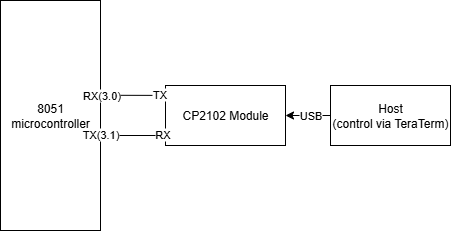 8051
microcontroller
RX(3.0)
TX
TX(3.1)
RX
CP2102 Module
USB
Host
(control via TeraTerm)